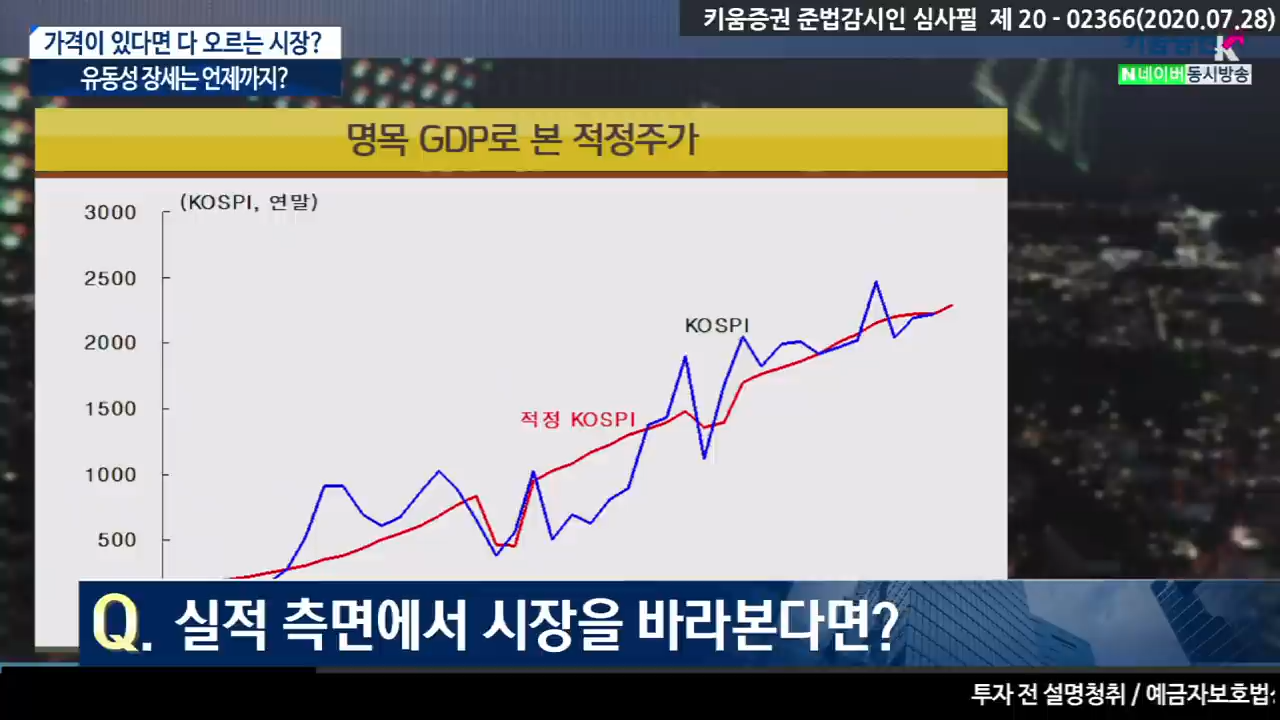 키움증권 준법감시인 심사필 제 20 - 02366(2020.07.28)
가격이 있다면 다 오르는 시장?
유동성 장세는 언제까지?
N 네이버 동시방송
명목 GDP로 본 적정주가
(KOSPI, 연말)
3000
2500
2000
1500
1000
500
KOSPI
적정 KOSPI
Q. 실적 측면에서 시장을 바라본다면?
투자 전 설명청취 / 예금자보호법